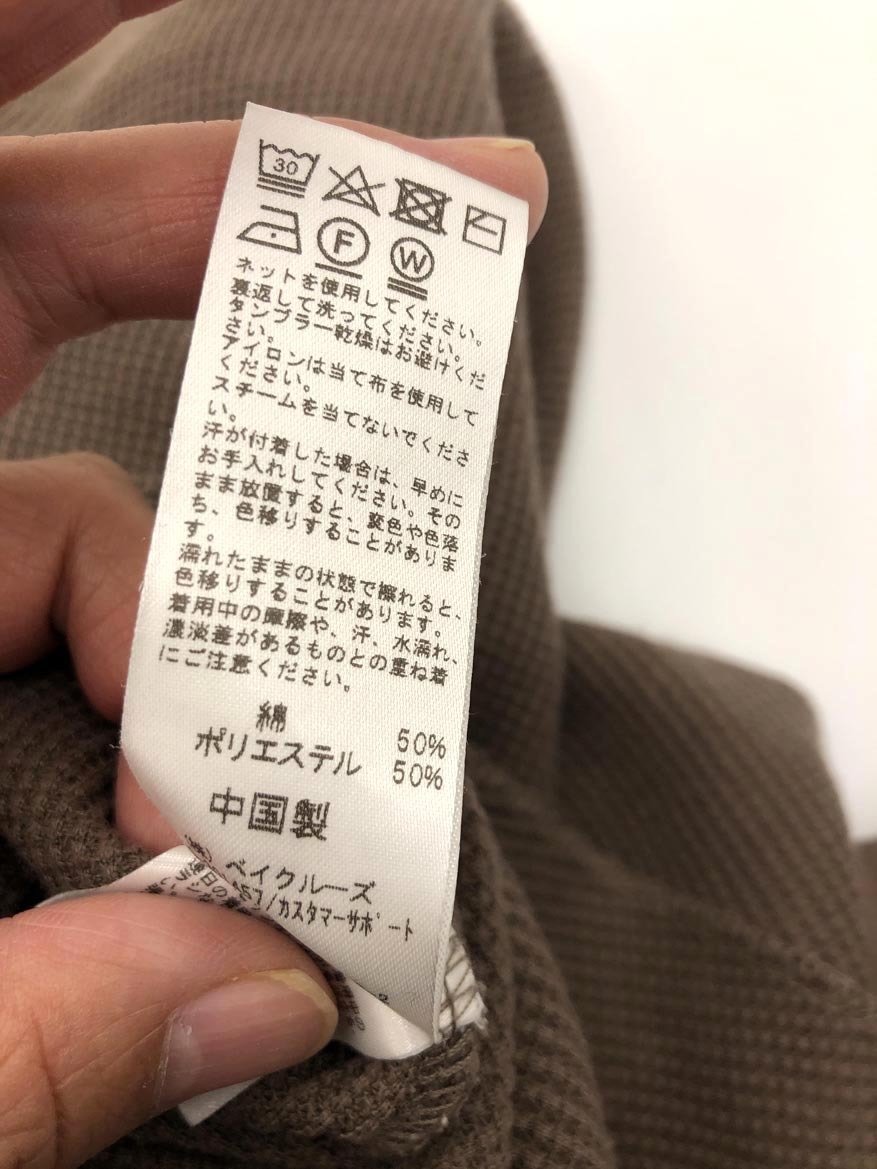 30
F W
ネットを使用してください。
裏返して洗ってください。
タンブラー乾燥はお避けくだ
さい。
アイロンは当て布を使用して
ください。
スチームを当てないでくださ
い。
汗が付着した場合は、早めに
お手入れしてください。その
まま放置すると、変色や色落
ち、色移りすることがありま
す。
濡れたままの状態で擦れると、
色移りすることがあります。
着用中の摩擦や、汗、水濡れ、
濃淡差があるものとの重ね着
にご注意ください。
綿 50%
ポリエステル 50%
中国製
ベイクルーズ
カスタマーサポート